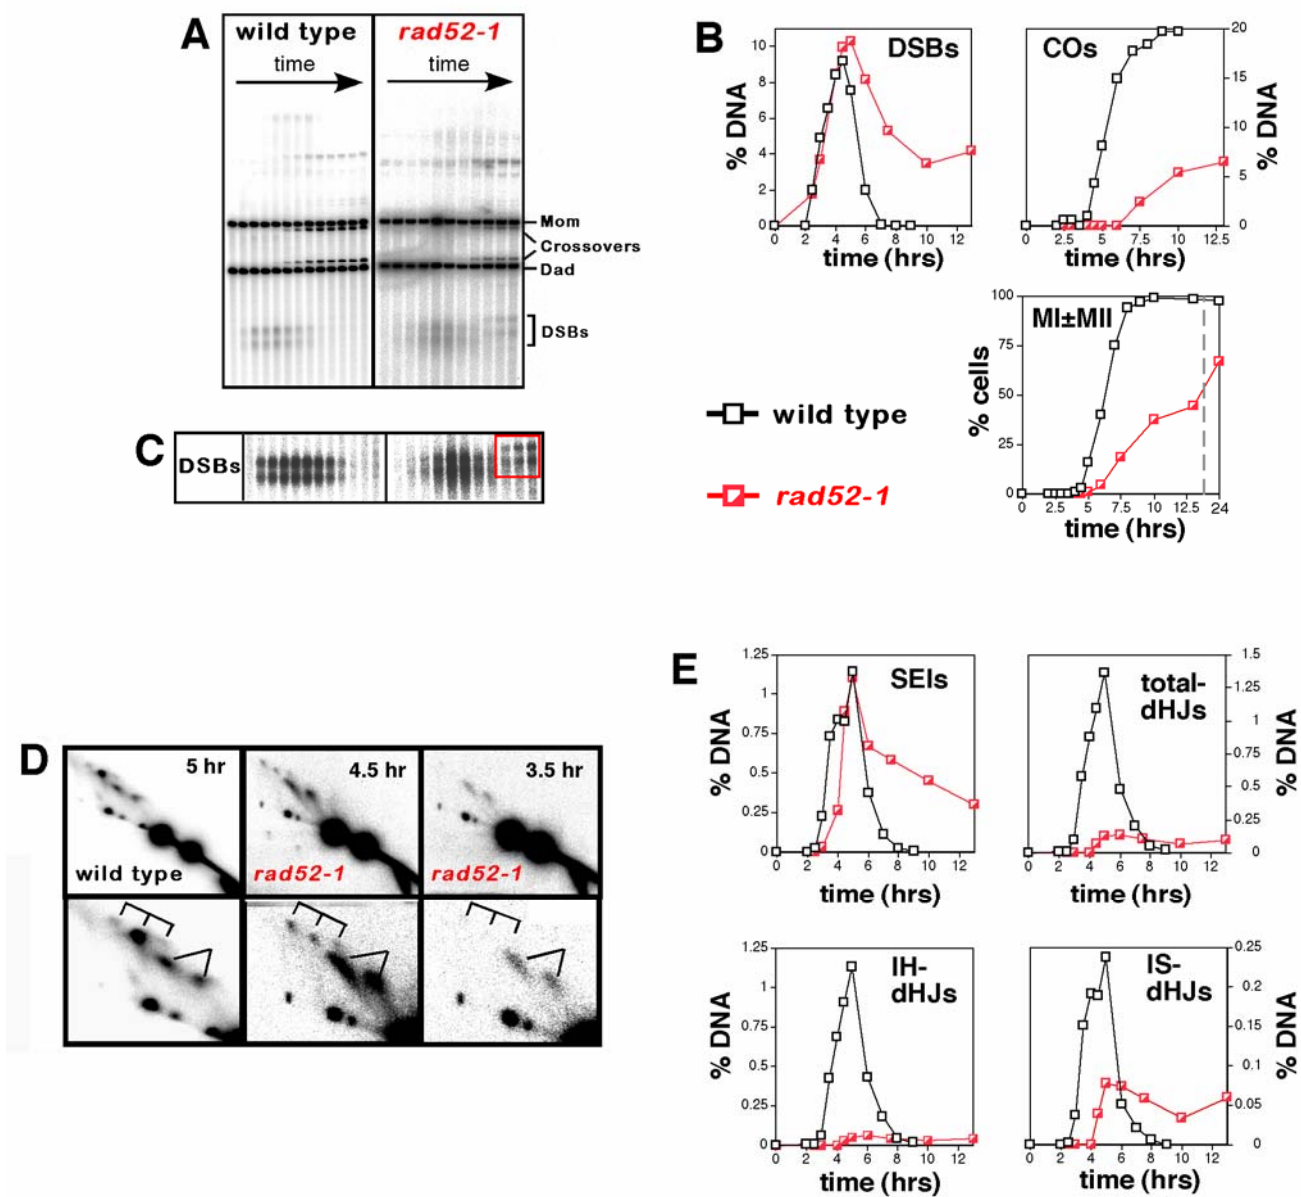 A
wild type
rad52-1
time
time
Mom
Crossovers
Dad
DSBs
C
DSBs
B
DSBs
% DNA
10
8
6
4
2
0
0 2 4 6 8 10 12
time (hrs)
COs
% DNA
20
15
10
5
0
0 2.5 5 7.5 10 12.5
time (hrs)
wild type
rad52-1
MI±MII
% cells
100
75
50
25
0
0 2.5 5 7.5 10 12.5 24
time (hrs)
D
5 hr
4.5 hr
3.5 hr
wild type
rad52-1
rad52-1
E
SEIs
% DNA
1.25
1
0.75
0.5
0.25
0
0 2 4 6 8 10 12
time (hrs)
total-
dHJs
% DNA
1.5
1.25
1
0.75
0.5
0.25
0
0 2 4 6 8 10 12
time (hrs)
IH-
dHJs
% DNA
1.25
1
0.75
0.5
0.25
0
0 2 4 6 8 10 12
time (hrs)
IS-
dHJs
% DNA
0.25
0.2
0.15
0.1
0.05
0
0 2 4 6 8 10 12
time (hrs)